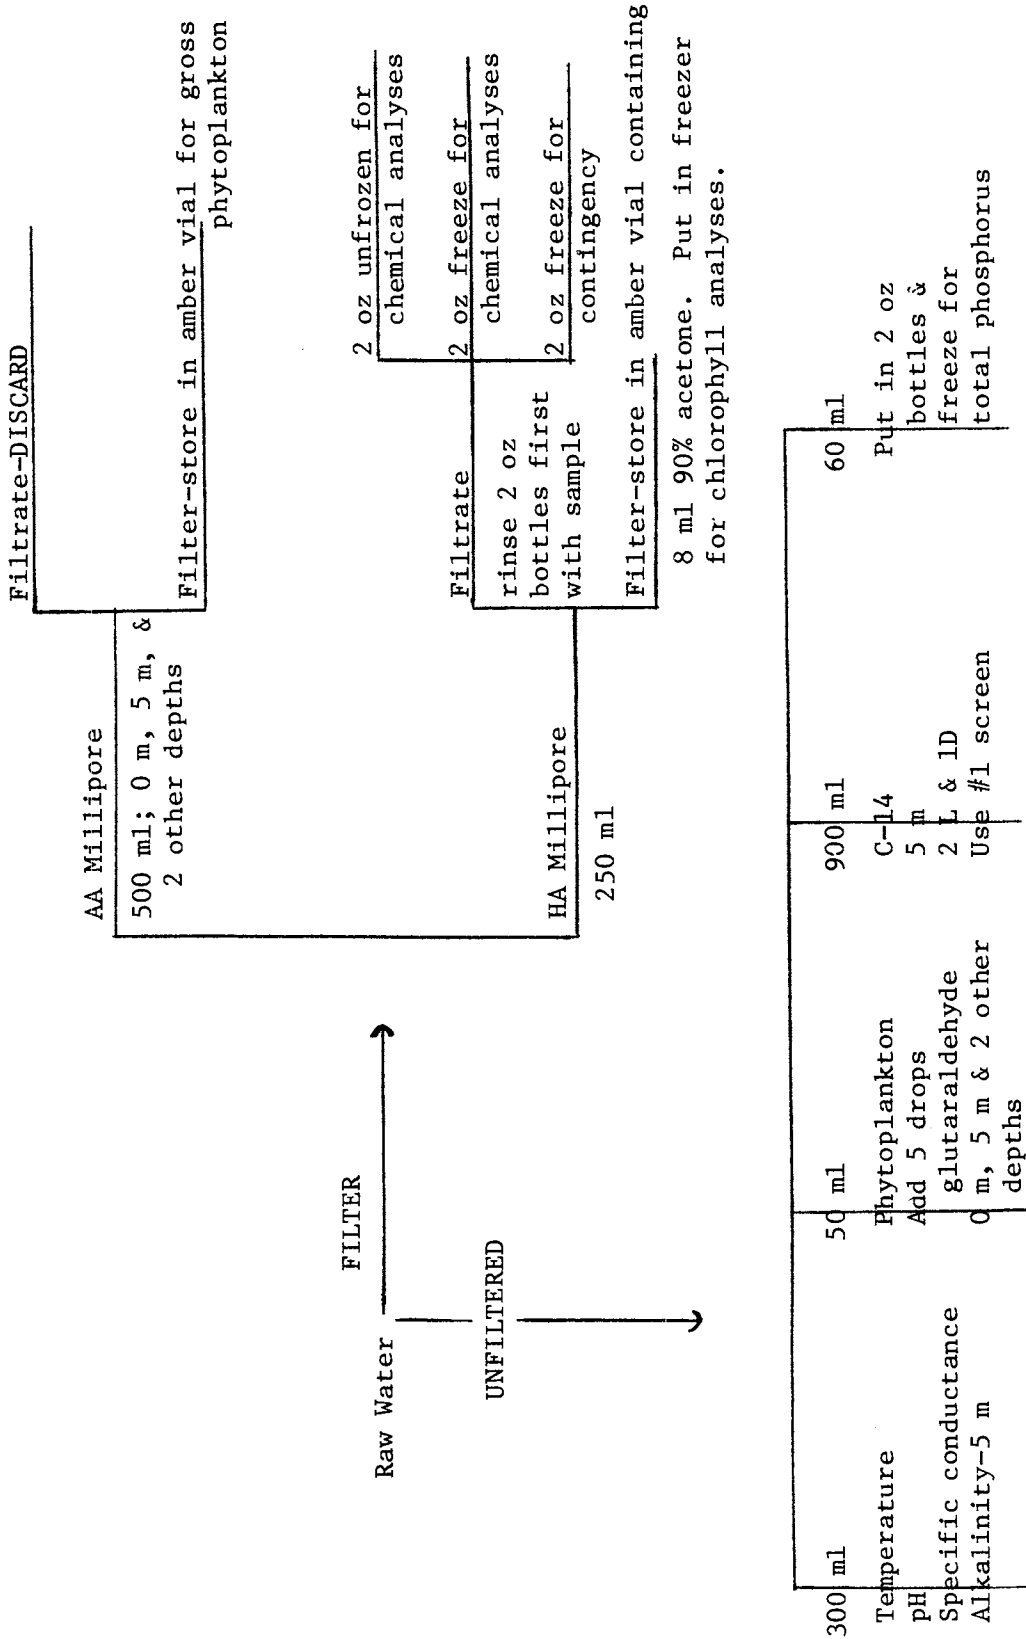 Raw Water
FILTER
UNFILTERED
AA Millipore
500 ml; 0 m, 5 m, &
2 other depths
Filtrate-DISCARD
Filter-store in amber vial for gross
phytoplankton
HA Millipore
250 ml
Filtrate
rinse 2 oz
bottles first
with sample
2 oz unfrozen for
chemical analyses
2 oz freeze for
chemical analyses
2 oz freeze for
contingency
Filter-store in amber vial containing
8 ml 90% acetone. Put in freezer
for chlorophyll analyses.
300 ml
Temperature
pH
Specific conductance
Alkalinity-5 m
50 ml
Phytoplankton
Add 5 drops
glutaraldehyde
0 m, 5 m & 2 other
depths
900 ml
C-14
5 m
2 L & 1D
Use #1 screen
60 ml
Put in 2 oz
bottles &
freeze for
total phosphorus